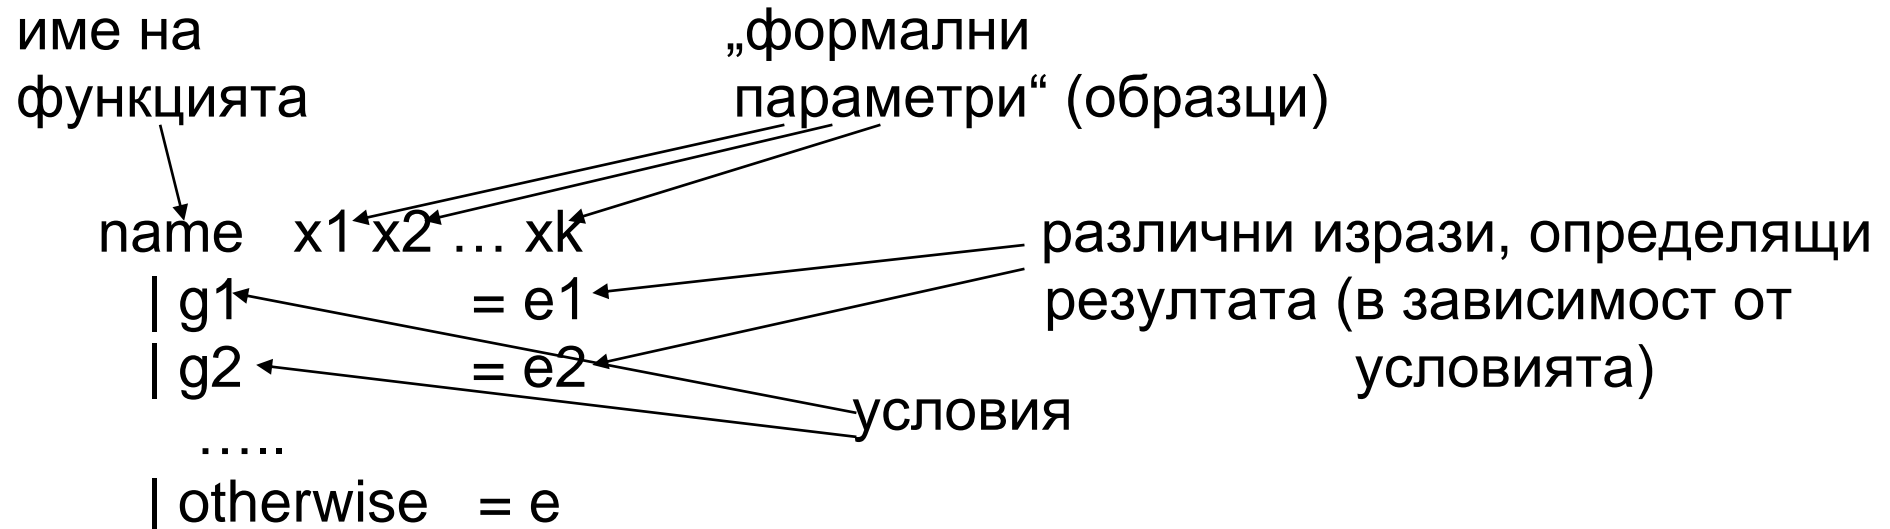 име на
функцията
„формални
параметри“ (образци)
name x1 x2 … xk
| g1 = e1
| g2 = e2
…..
| otherwise = e
различни изрази, определящи
резултата (в зависимост от
условията)
условия